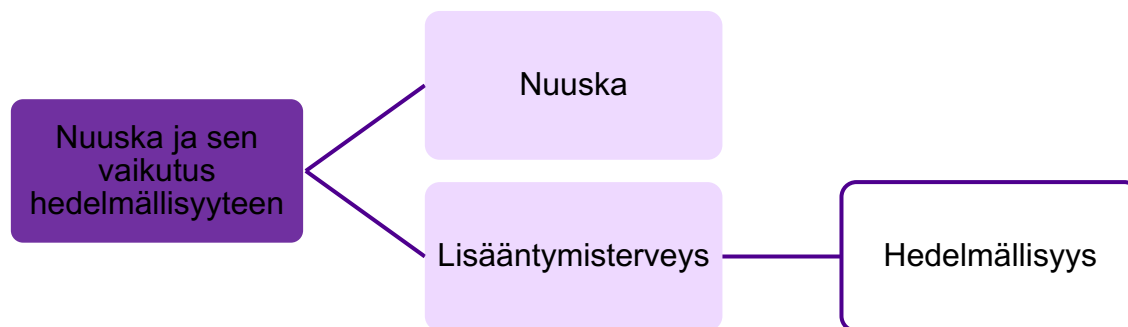 Nuuska ja sen
vaikutus
hedelmällisyyteen
Nuuska
Lisääntymisterveys
Hedelmällisyys